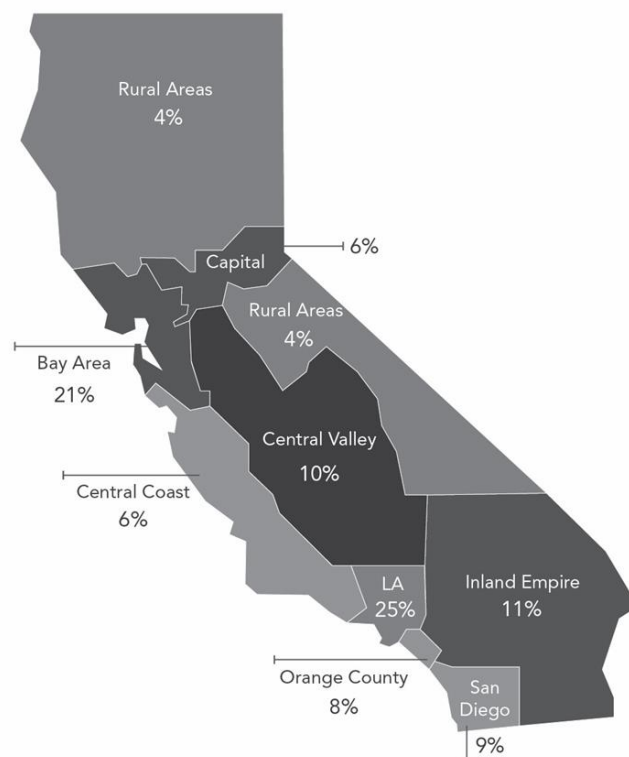 Rural Areas
4%
6%
Capital
Rural Areas
4%
Bay Area
21%
Central Valley
10%
Central Coast
6%
LA
25%
Inland Empire
11%
Orange County
8%
San
Diego
9%